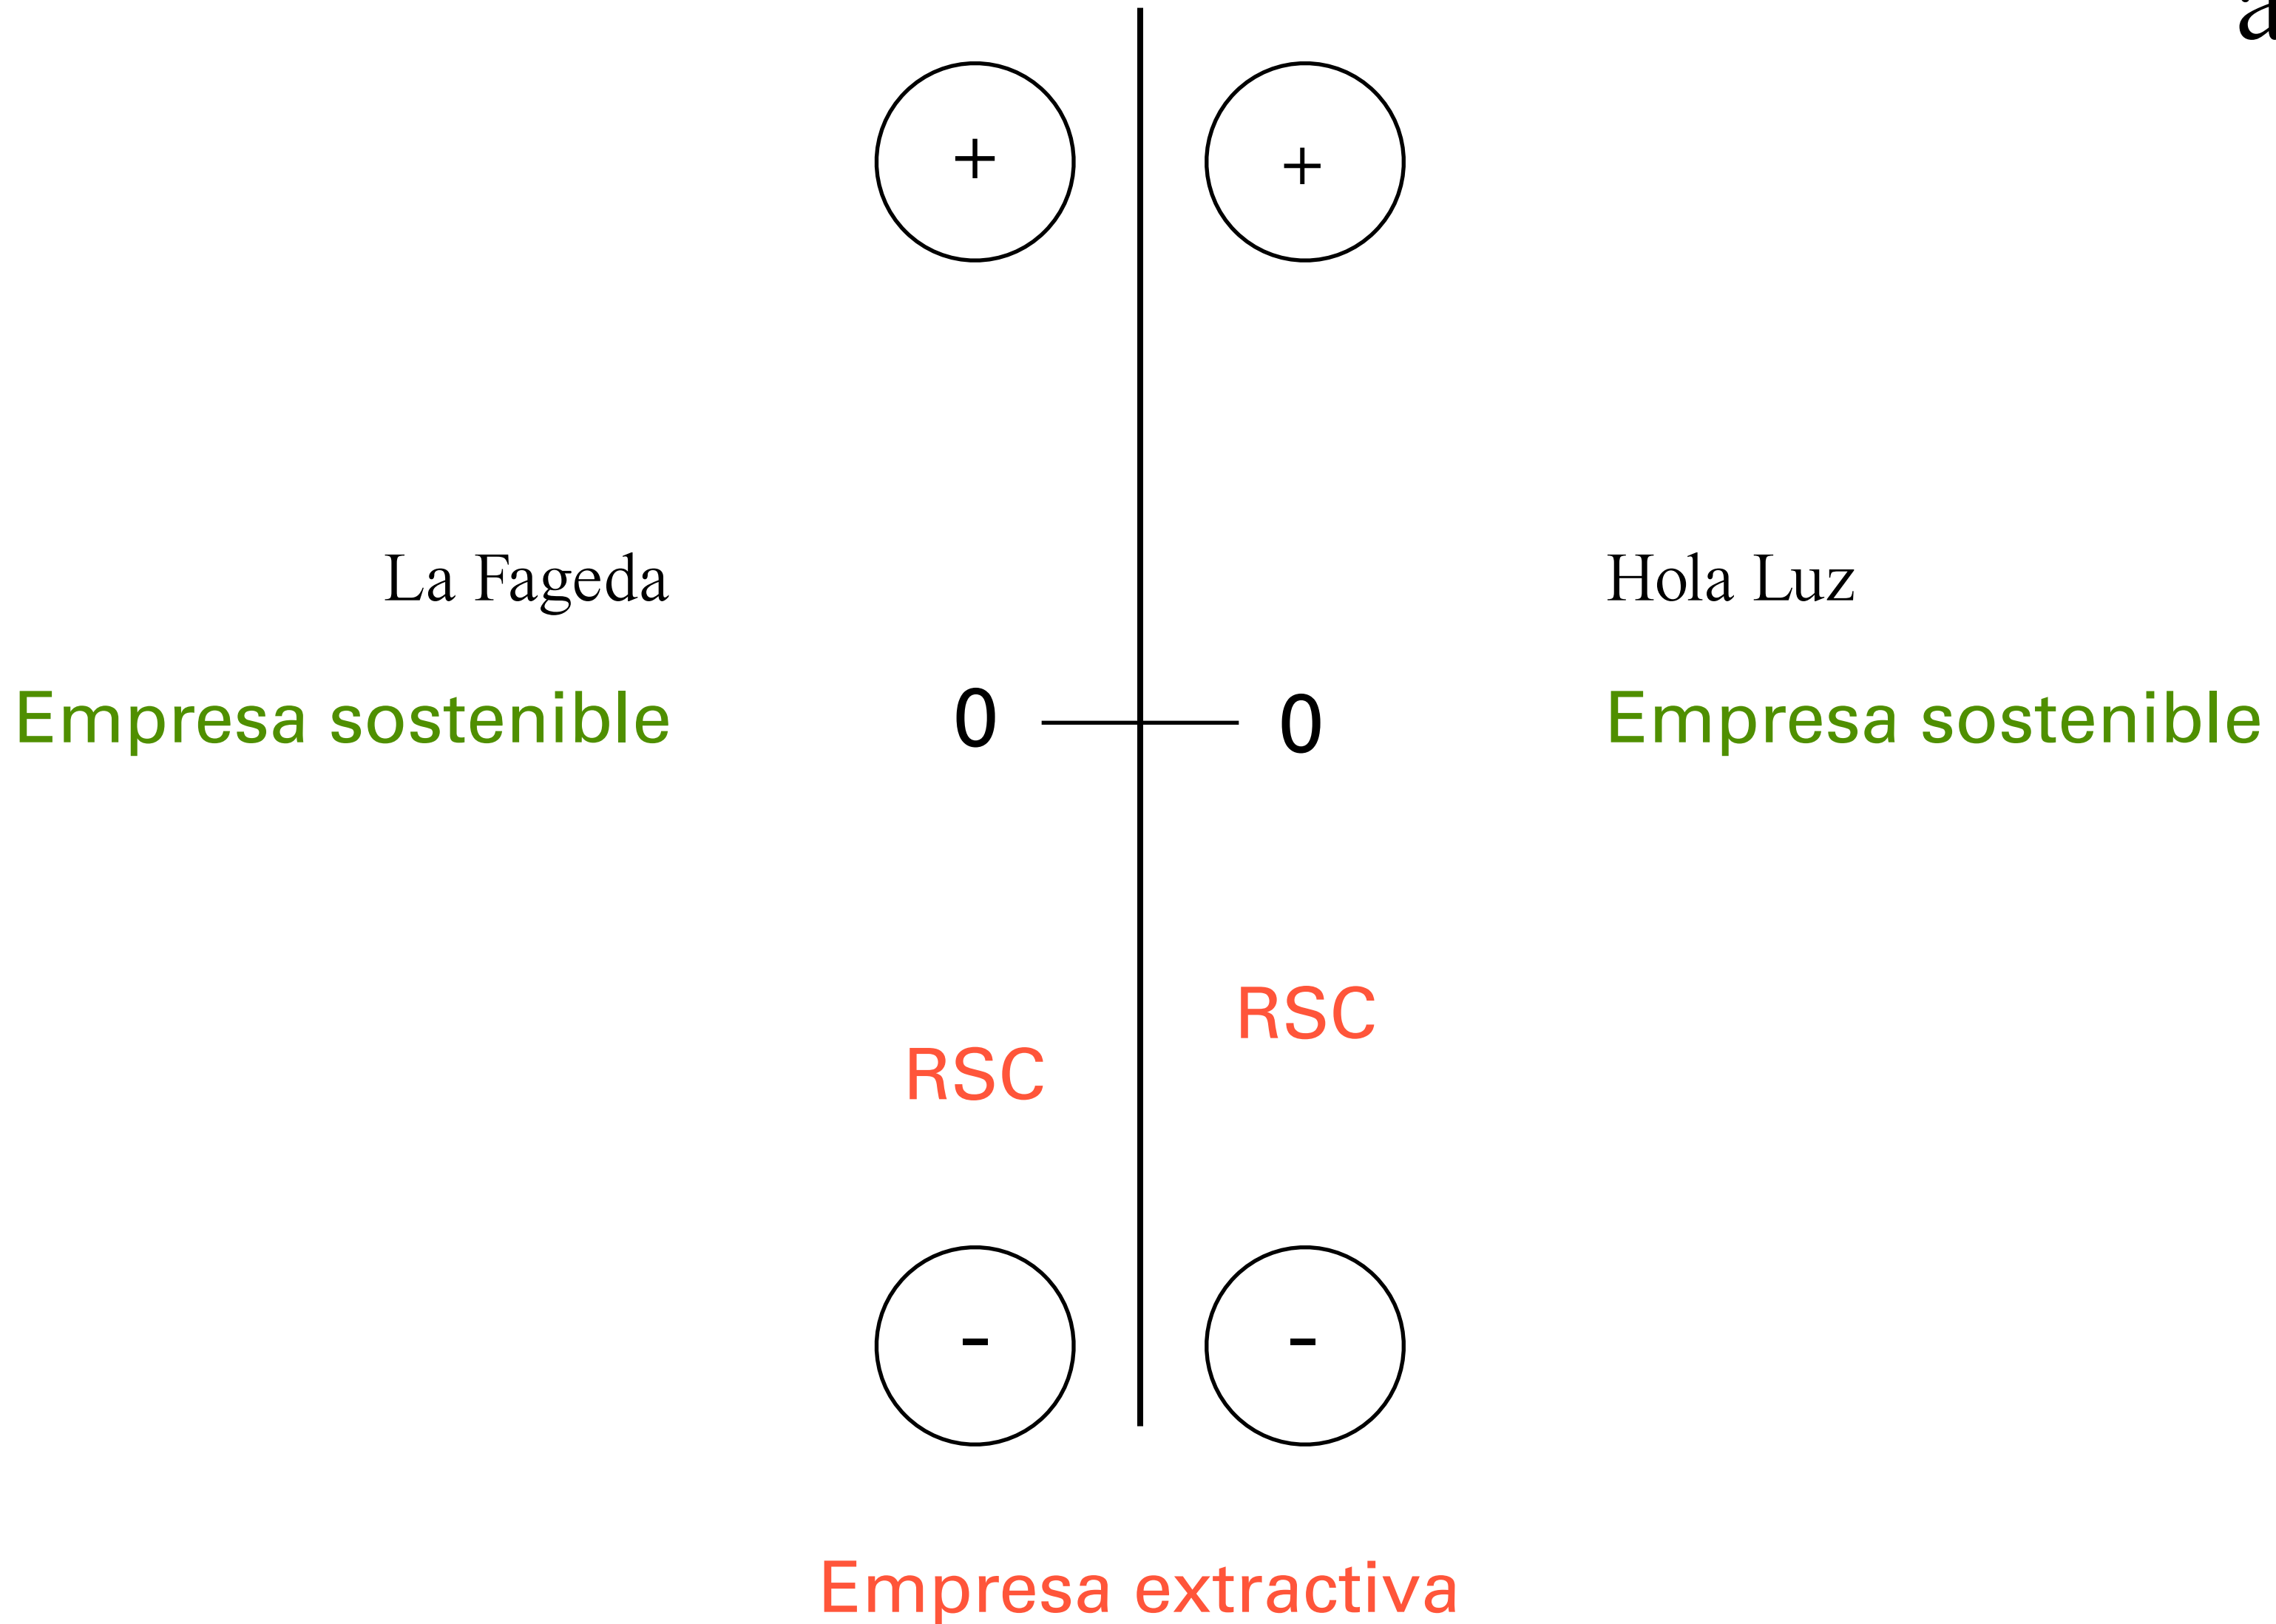 + +
La Fageda Hola Luz
Empresa sostenible 0 0 Empresa sostenible
RSC
RSC
- -
Empresa extractiva